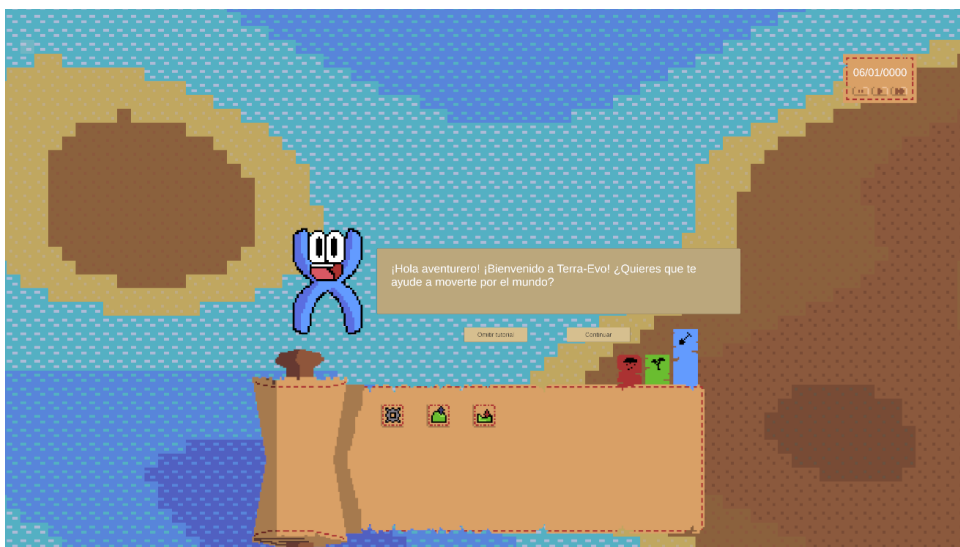 06/01/0000
¡Hola aventurero! ¡Bienvenido a Terra-Evo! ¿Quieres que te
ayude a moverte por el mundo?
Omitir tutorial
Continuar